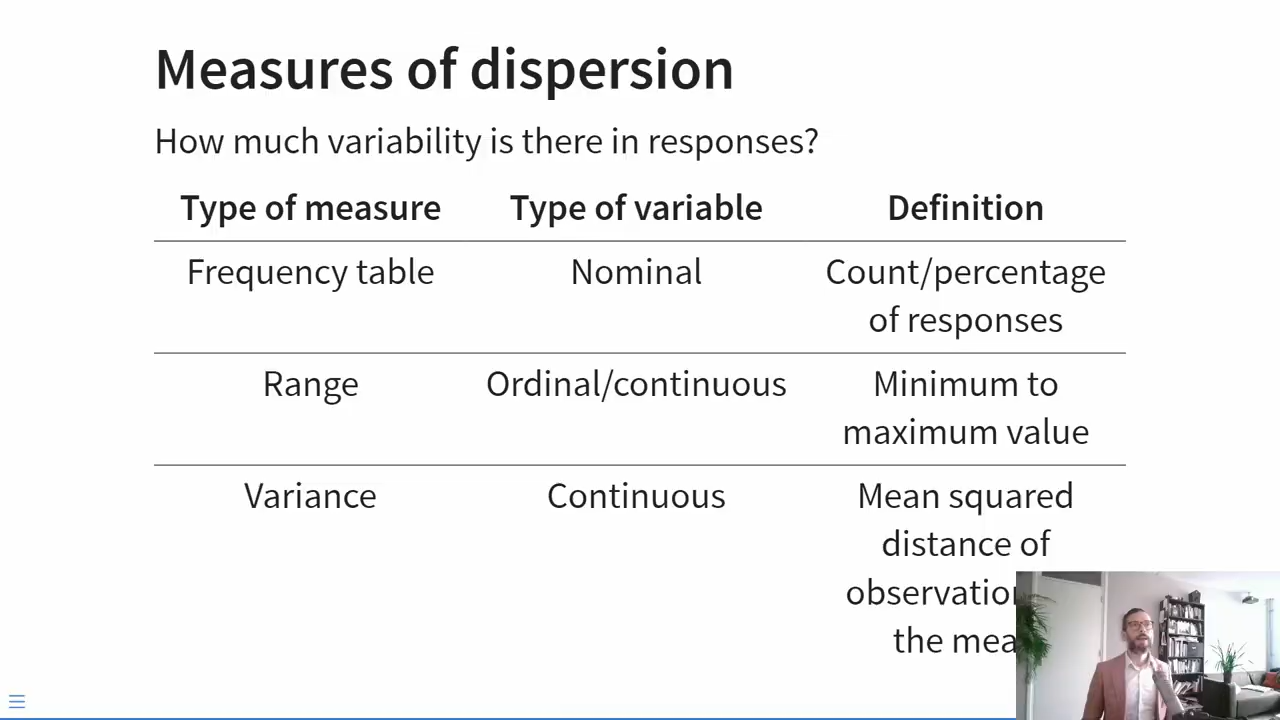 Measures of dispersion
How much variability is there in responses?
Type of measure Type of variable Definition
Frequency table Nominal Count/percentage
of responses
Range Ordinal/continuous Minimum to
maximum value
Variance Continuous Mean squared
distance of
the